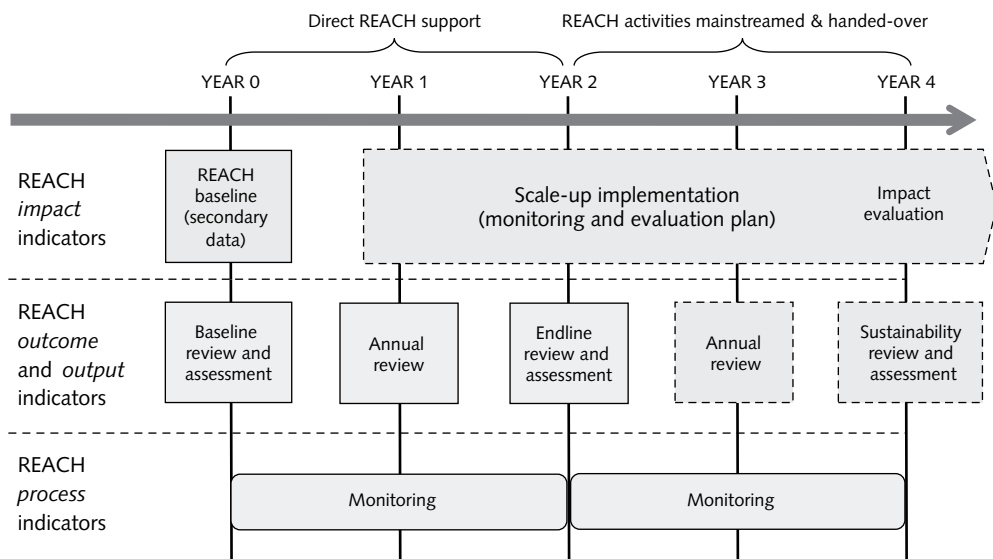 Direct REACH support
REACH activities mainstreamed & handed-over
YEAR 0
YEAR 1
YEAR 2
YEAR 3
YEAR 4
REACH
impact
indicators
REACH
baseline
(secondary
data)
Scale-up implementation
(monitoring and evaluation plan)
Impact
evaluation
REACH
outcome
and output
indicators
Baseline
review and
assessment
Annual
review
Endline
review and
assessment
Annual
review
Sustainability
review and
assessment
REACH
process
indicators
Monitoring
Monitoring